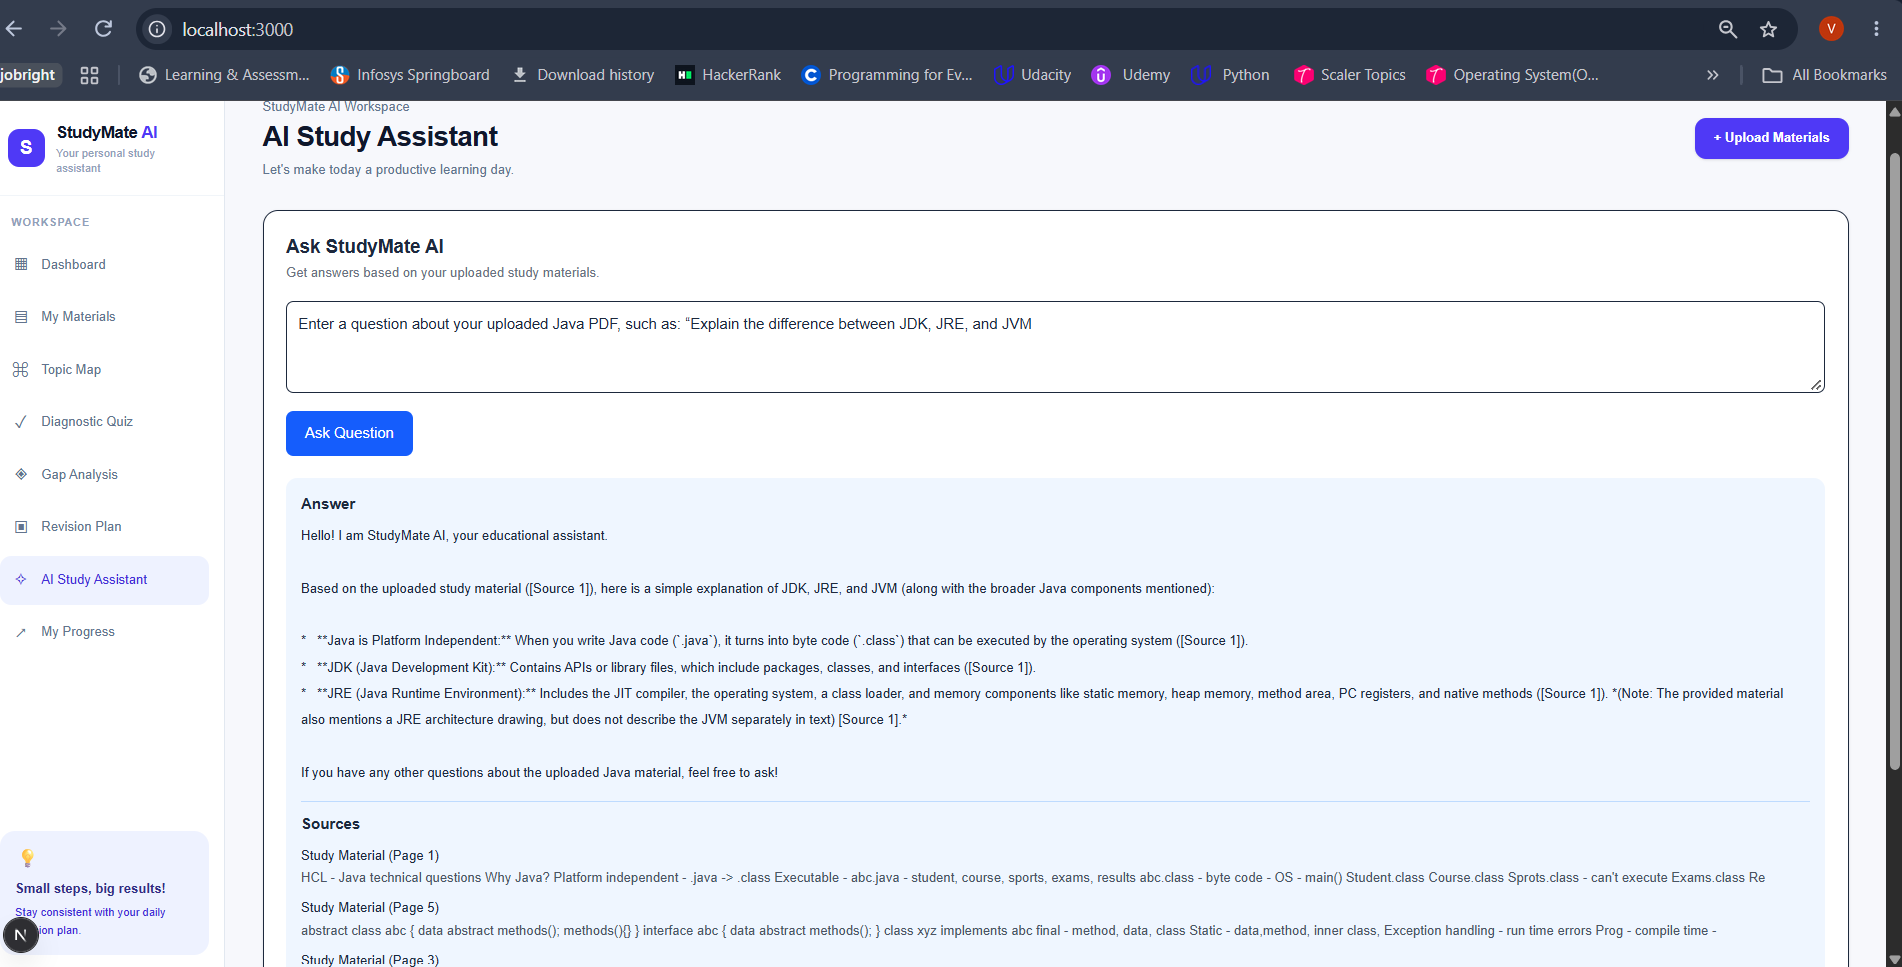 localhost:3000
V
jobright
Learning & Assessm...
Infosys Springboard
Download history
HackerRank
Programming for Ev...
Udacity
Udemy
Python
Scaler Topics
Operating System(O...
»
All Bookmarks
S
StudyMate AI
Your personal study
assistant
WORKSPACE
Dashboard
My Materials
Topic Map
Diagnostic Quiz
Gap Analysis
Revision Plan
AI Study Assistant
My Progress
Small steps, big results!
Stay consistent with your daily
ion plan.
N
StudyMate AI Workspace
AI Study Assistant
Let's make today a productive learning day.
+ Upload Materials
Ask StudyMate AI
Get answers based on your uploaded study materials.
Enter a question about your uploaded Java PDF, such as: “Explain the difference between JDK, JRE, and JVM
Ask Question
Answer
Hello! I am StudyMate AI, your educational assistant.
Based on the uploaded study material ([Source 1]), here is a simple explanation of JDK, JRE, and JVM (along with the broader Java components mentioned):
* **Java is Platform Independent:** When you write Java code (`.java`), it turns into byte code (`.class`) that can be executed by the operating system ([Source 1]).
* **JDK (Java Development Kit):** Contains APIs or library files, which include packages, classes, and interfaces ([Source 1]).
* **JRE (Java Runtime Environment):** Includes the JIT compiler, the operating system, a class loader, and memory components like static memory, heap memory, method area, PC registers, and native methods ([Source 1]). *(Note: The provided material
also mentions a JRE architecture drawing, but does not describe the JVM separately in text) [Source 1].*
If you have any other questions about the uploaded Java material, feel free to ask!
Sources
Study Material (Page 1)
HCL - Java technical questions Why Java? Platform independent - .java -> .class Executable - abc.java - student, course, sports, exams, results abc.class - byte code - OS - main() Student.class Course.class Sprots.class - can't execute Exams.class Re
Study Material (Page 5)
abstract class abc { data abstract methods(); methods(){} } interface abc { data abstract methods(); } class xyz implements abc final - method, data, class Static - data,method, inner class, Exception handling - run time errors Prog - compile time -
Study Material (Page 3)